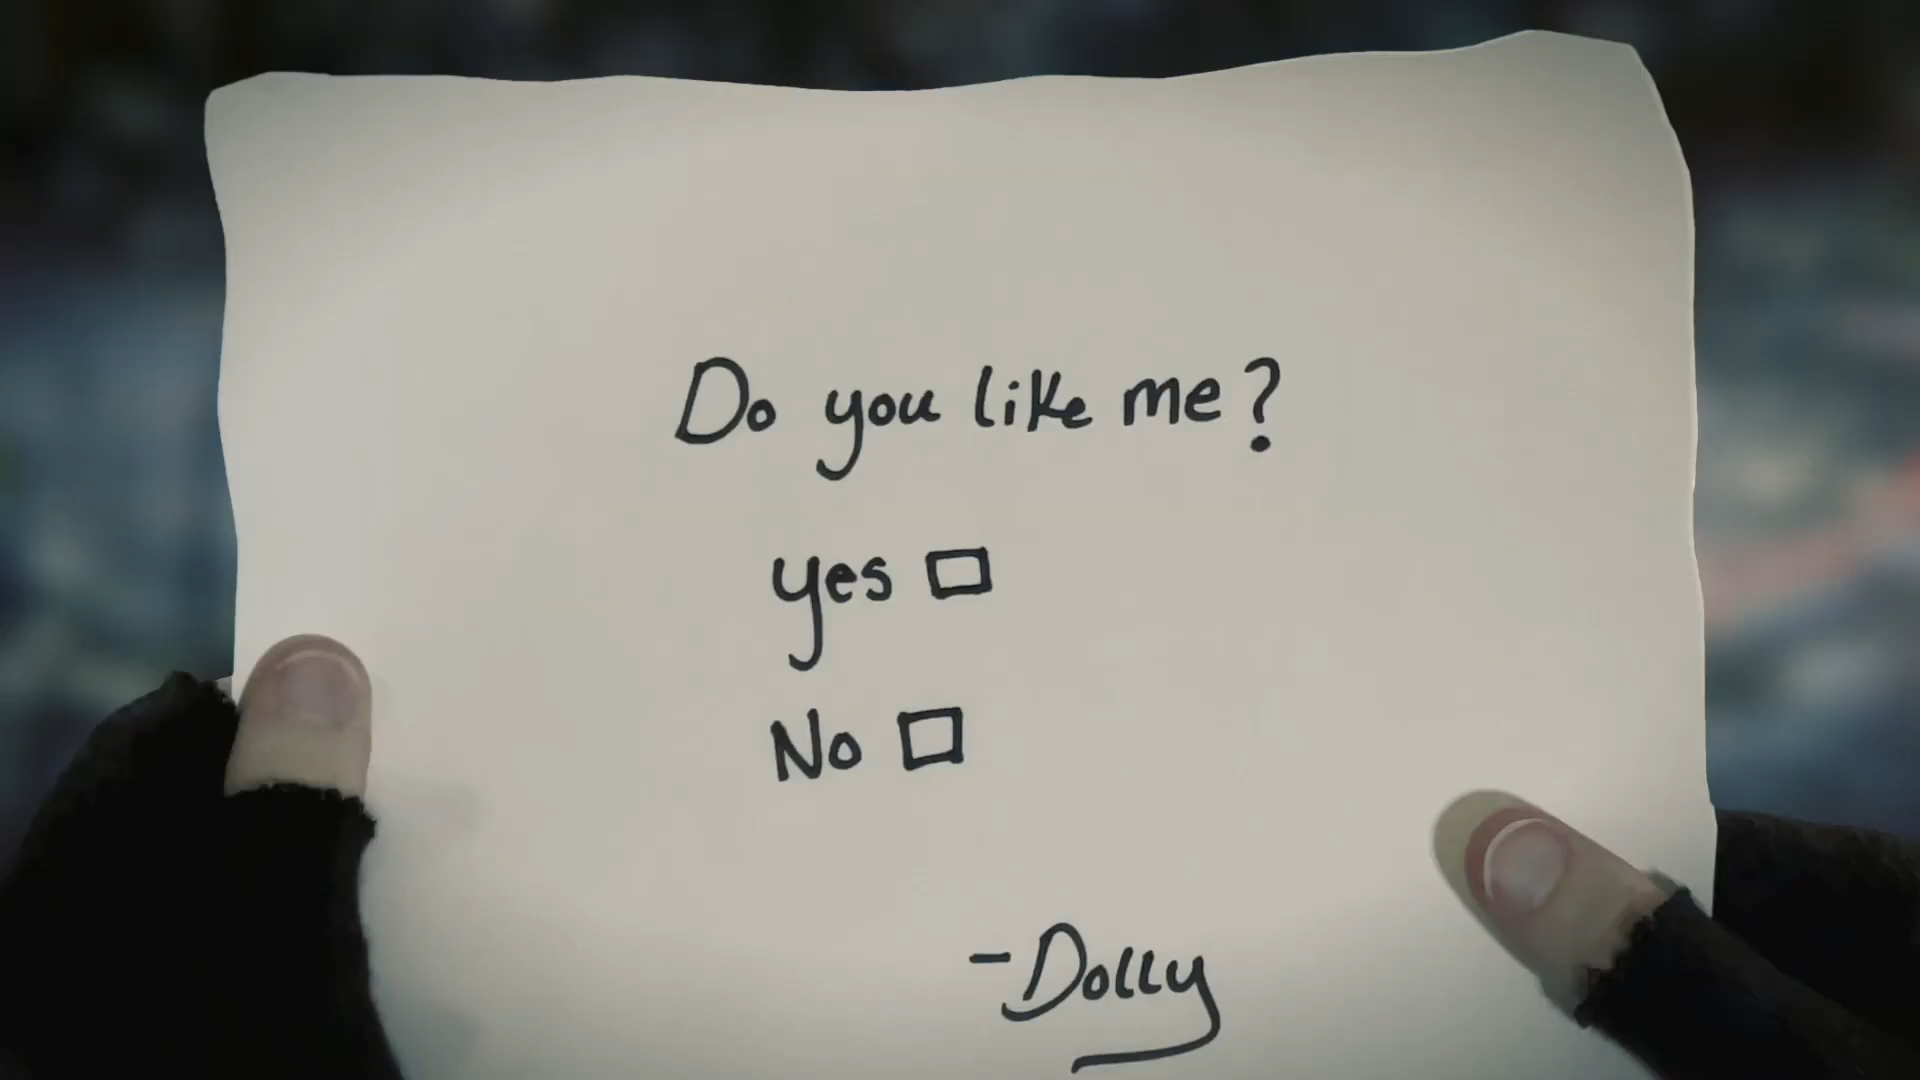 Do you like me?
yes □
No □
-Dolly